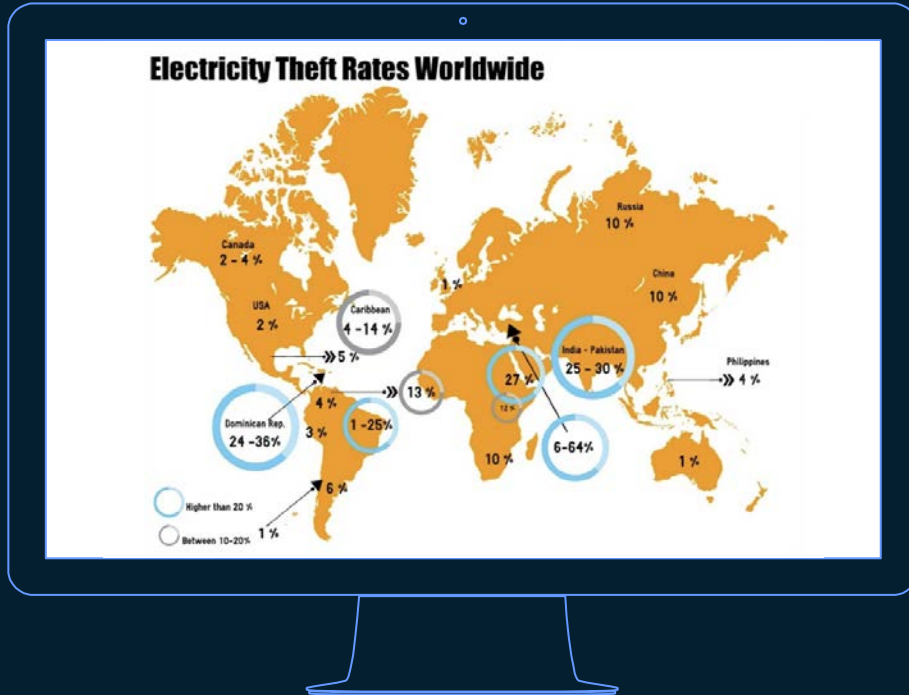 Electricity Theft Rates Worldwide
Russia
10 %
Canada
2 - 4 %
China
10 %
1 %
USA
2 %
Caribbean
4 -14 %
5 %
India - Pakistan
25 - 30 %
Philippines
4 %
27 %
13 %
4 %
12 %
Dominican Rep.
24 -36%
3 %
1 -25%
6-64%
10 %
1 %
6 %
Higher than 20 %
1 %
Between 10-20%